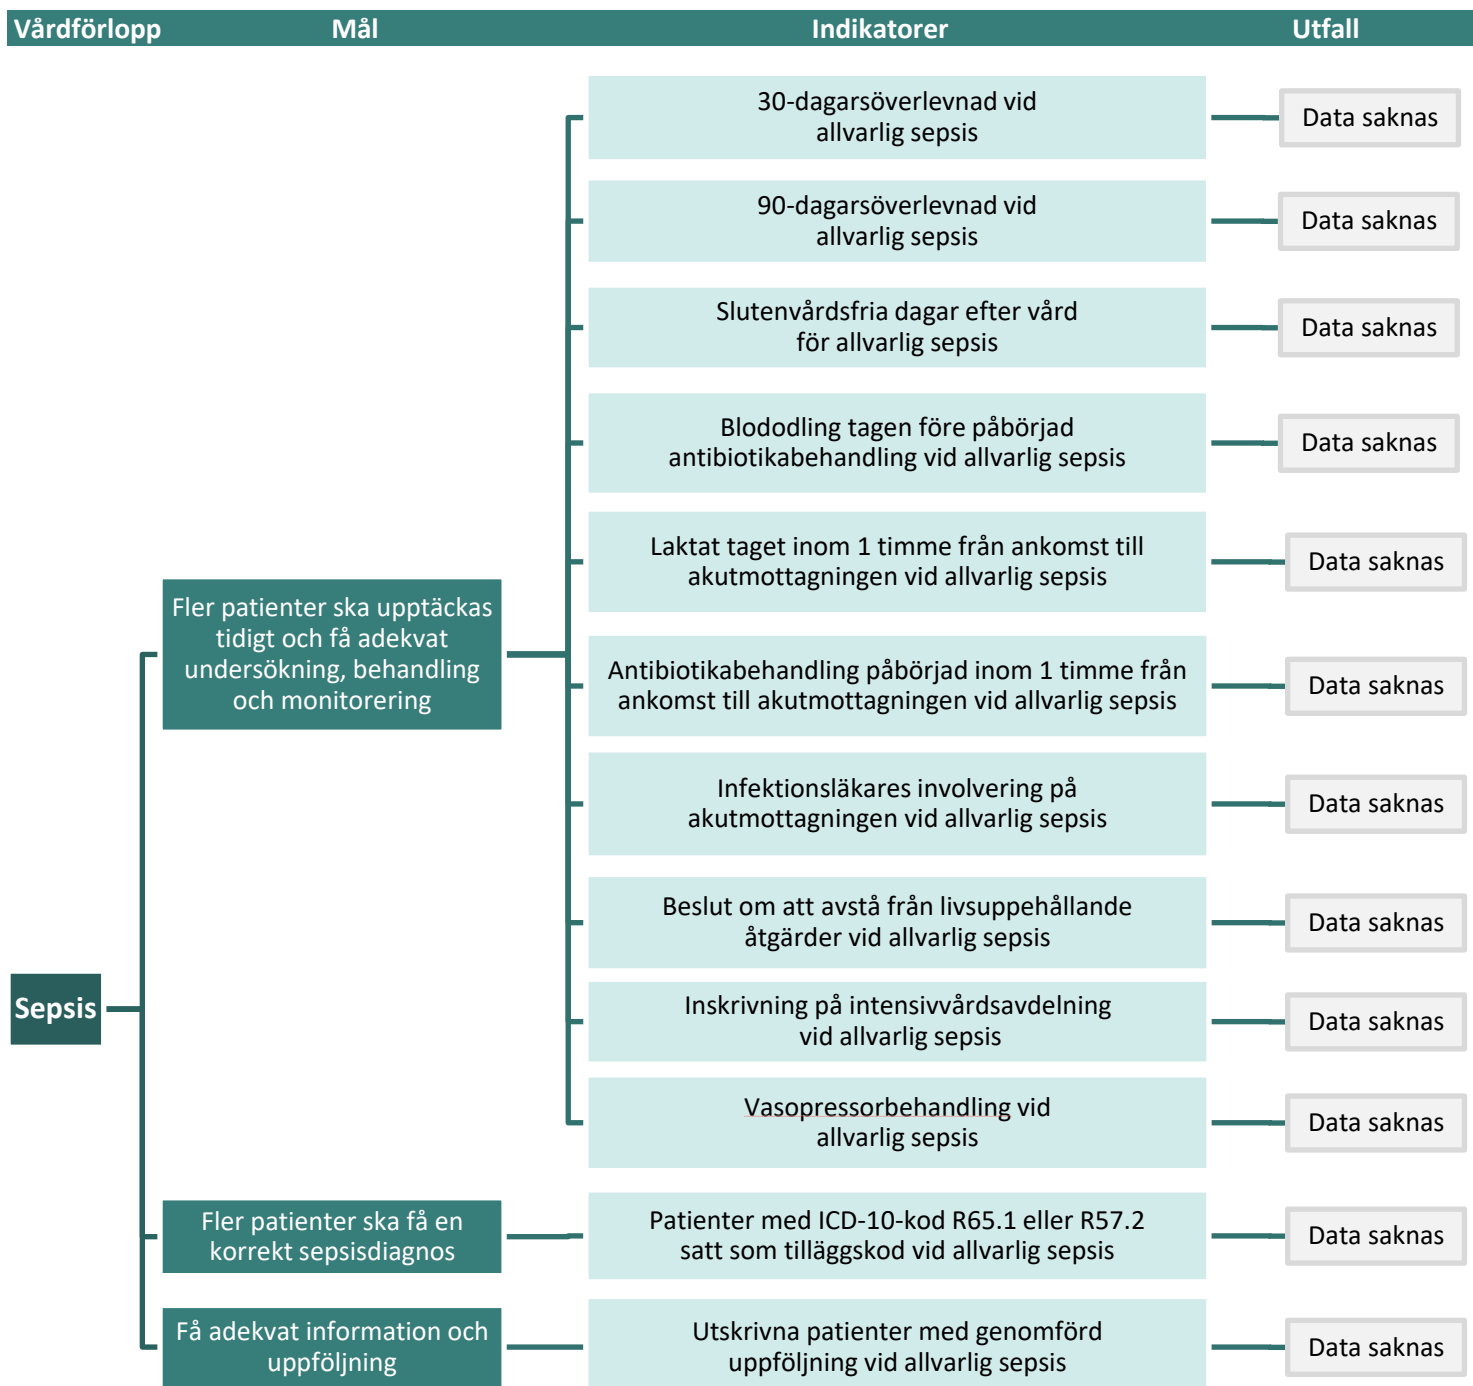 Vårdförlopp Mål Indikatorer Utfall
30-dagarsöverlevnad vid
allvarlig sepsis
Data saknas
90-dagarsöverlevnad vid
allvarlig sepsis
Data saknas
Slutenvårdsfria dagar efter vård
för allvarlig sepsis
Data saknas
Blododling tagen före påbörjad
antibiotikabehandling vid allvarlig sepsis
Data saknas
Laktat taget inom 1 timme från ankomst till
akutmottagningen vid allvarlig sepsis
Data saknas
Fler patienter ska upptäckas
tidigt och få adekvat
undersökning, behandling
och monitorering
Antibiotikabehandling påbörjad inom 1 timme från
ankomst till akutmottagningen vid allvarlig sepsis
Data saknas
Infektionsläkares involvering på
akutmottagningen vid allvarlig sepsis
Data saknas
Beslut om att avstå från livsuppehållande
åtgärder vid allvarlig sepsis
Data saknas
Sepsis
Inskrivning på intensivvårdsavdelning
vid allvarlig sepsis
Data saknas
Vasopressorbehandling vid
allvarlig sepsis
Data saknas
Fler patienter ska få en
korrekt sepsisdiagnos
Patienter med ICD-10-kod R65.1 eller R57.2
satt som tilläggskod vid allvarlig sepsis
Data saknas
Få adekvat information och
uppföljning
Utskrivna patienter med genomförd
uppföljning vid allvarlig sepsis
Data saknas